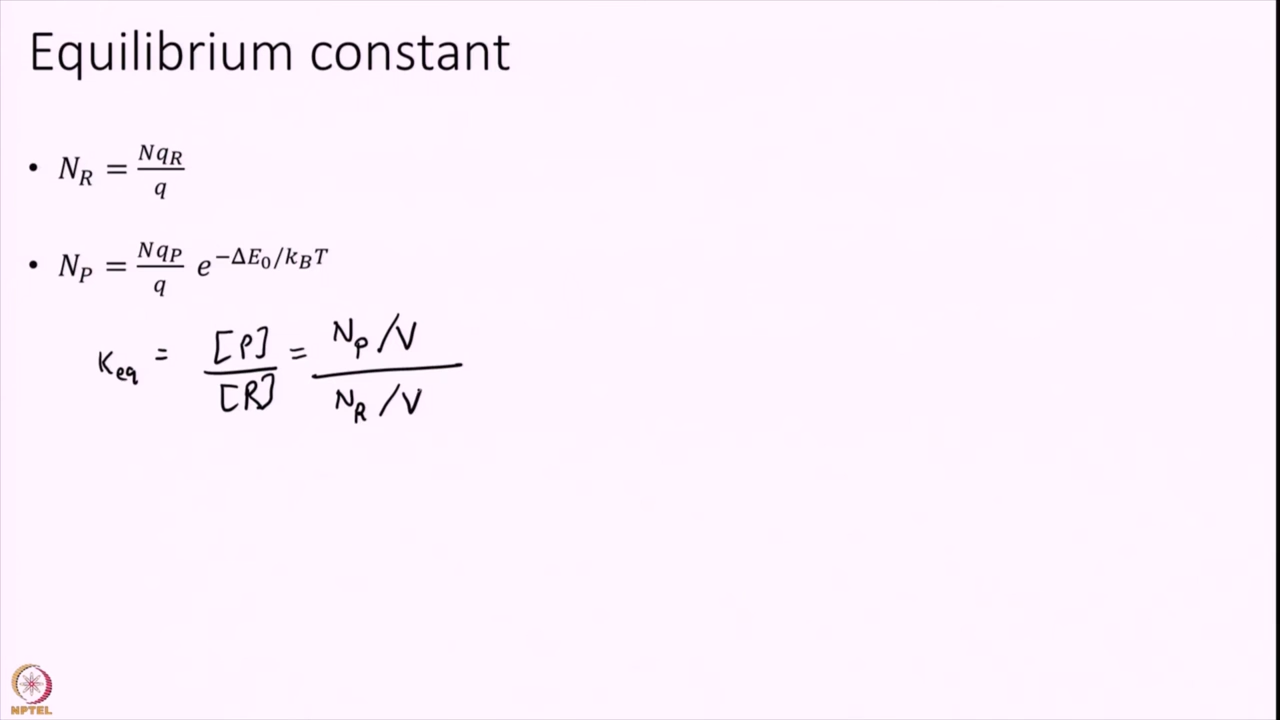 Equilibrium constant
• N_R = Nq_R / q
• N_P = Nq_P / q e^{-ΔE_0/k_BT}
K_eq = [P] / [R] = N_P/V / N_R/V
NPTEL